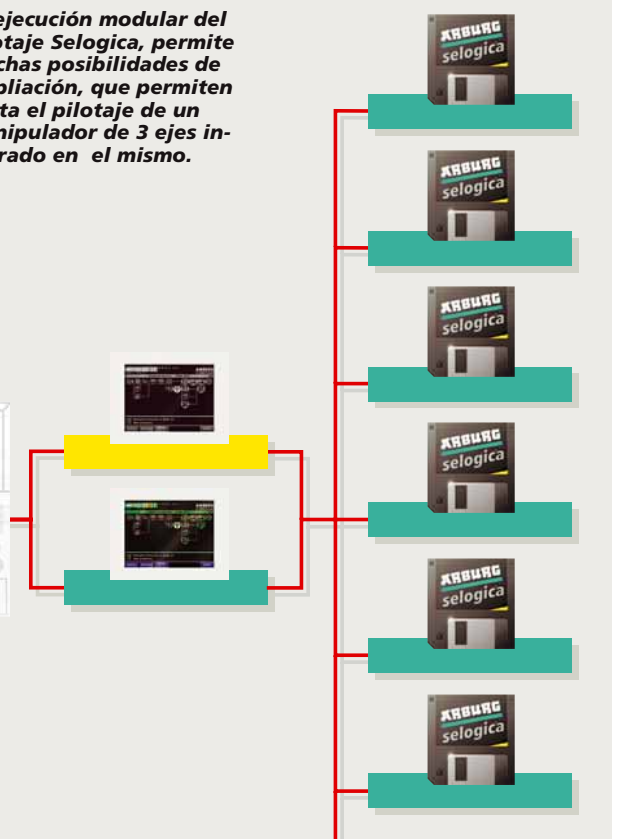 ejecución modular del
otaje Selogica, permite
chas posibilidades de
pliación, que permiten
ta el pilotaje de un
nipulador de 3 ejes in-
rado en el mismo.
ARBURG
selogica
ARBURG
selogica
ARBURG
selogica
ARBURG
selogica
ARBURG
selogica
ARBURG
selogica